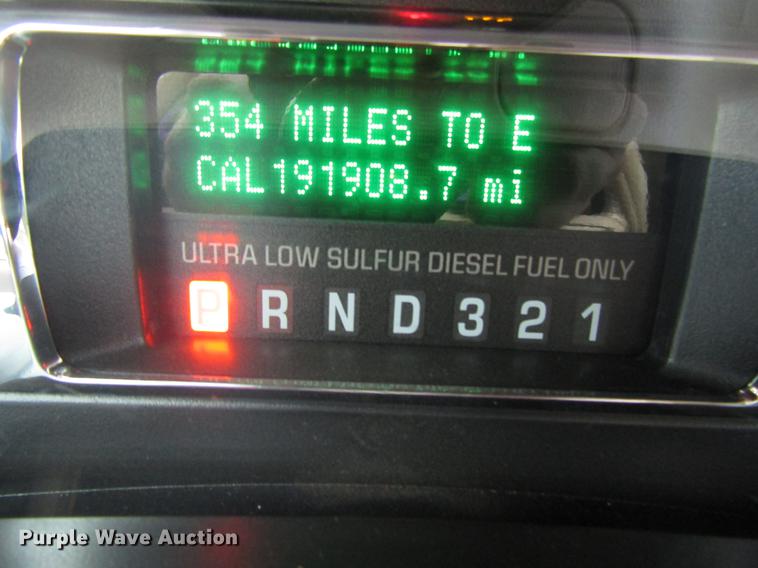 354 MILES TO E
CAL191908.7 mi
ULTRA LOW SULFUR DIESEL FUEL ONLY
P R N D 3 2 1
Purple Wave Auction